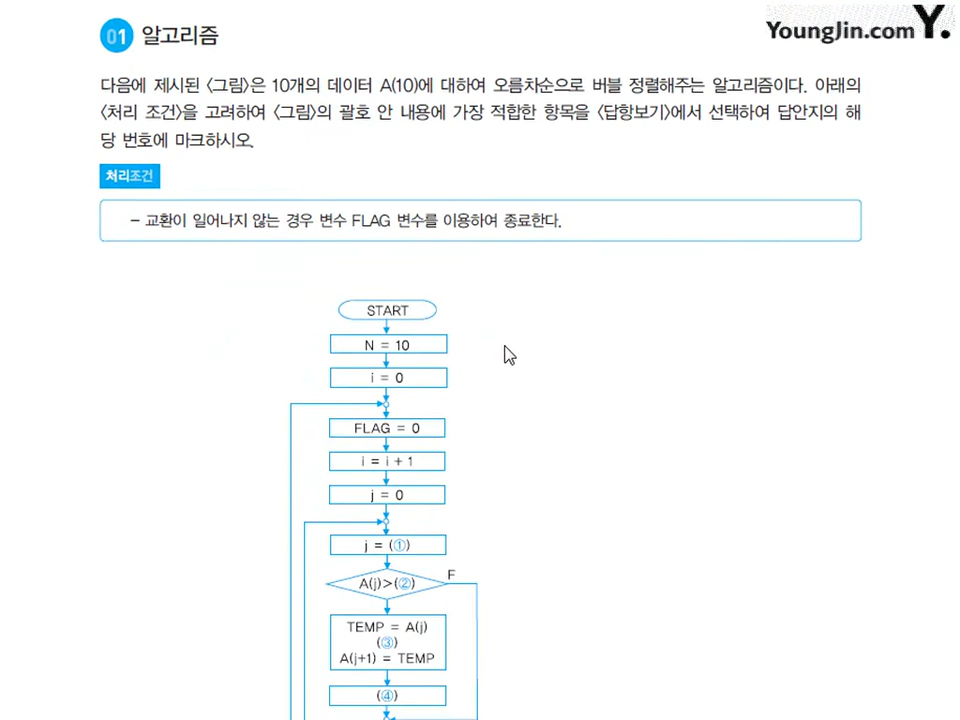 01 알고리즘
YoungJin.com Y.
다음에 제시된 〈그림〉은 10개의 데이터 A(10)에 대하여 오름차순으로 버블 정렬해주는 알고리즘이다. 아래의
〈처리 조건〉을 고려하여 〈그림〉의 괄호 안 내용에 가장 적합한 항목을 〈답항보기〉에서 선택하여 답안지의 해
당 번호에 마크하시오.
처리조건
– 교환이 일어나지 않는 경우 변수 FLAG 변수를 이용하여 종료한다.
START
N = 10
i = 0
FLAG = 0
i = i + 1
j = 0
j = (①)
A(j)>(②)
F
TEMP = A(j)
(③)
A(j+1) = TEMP
(④)